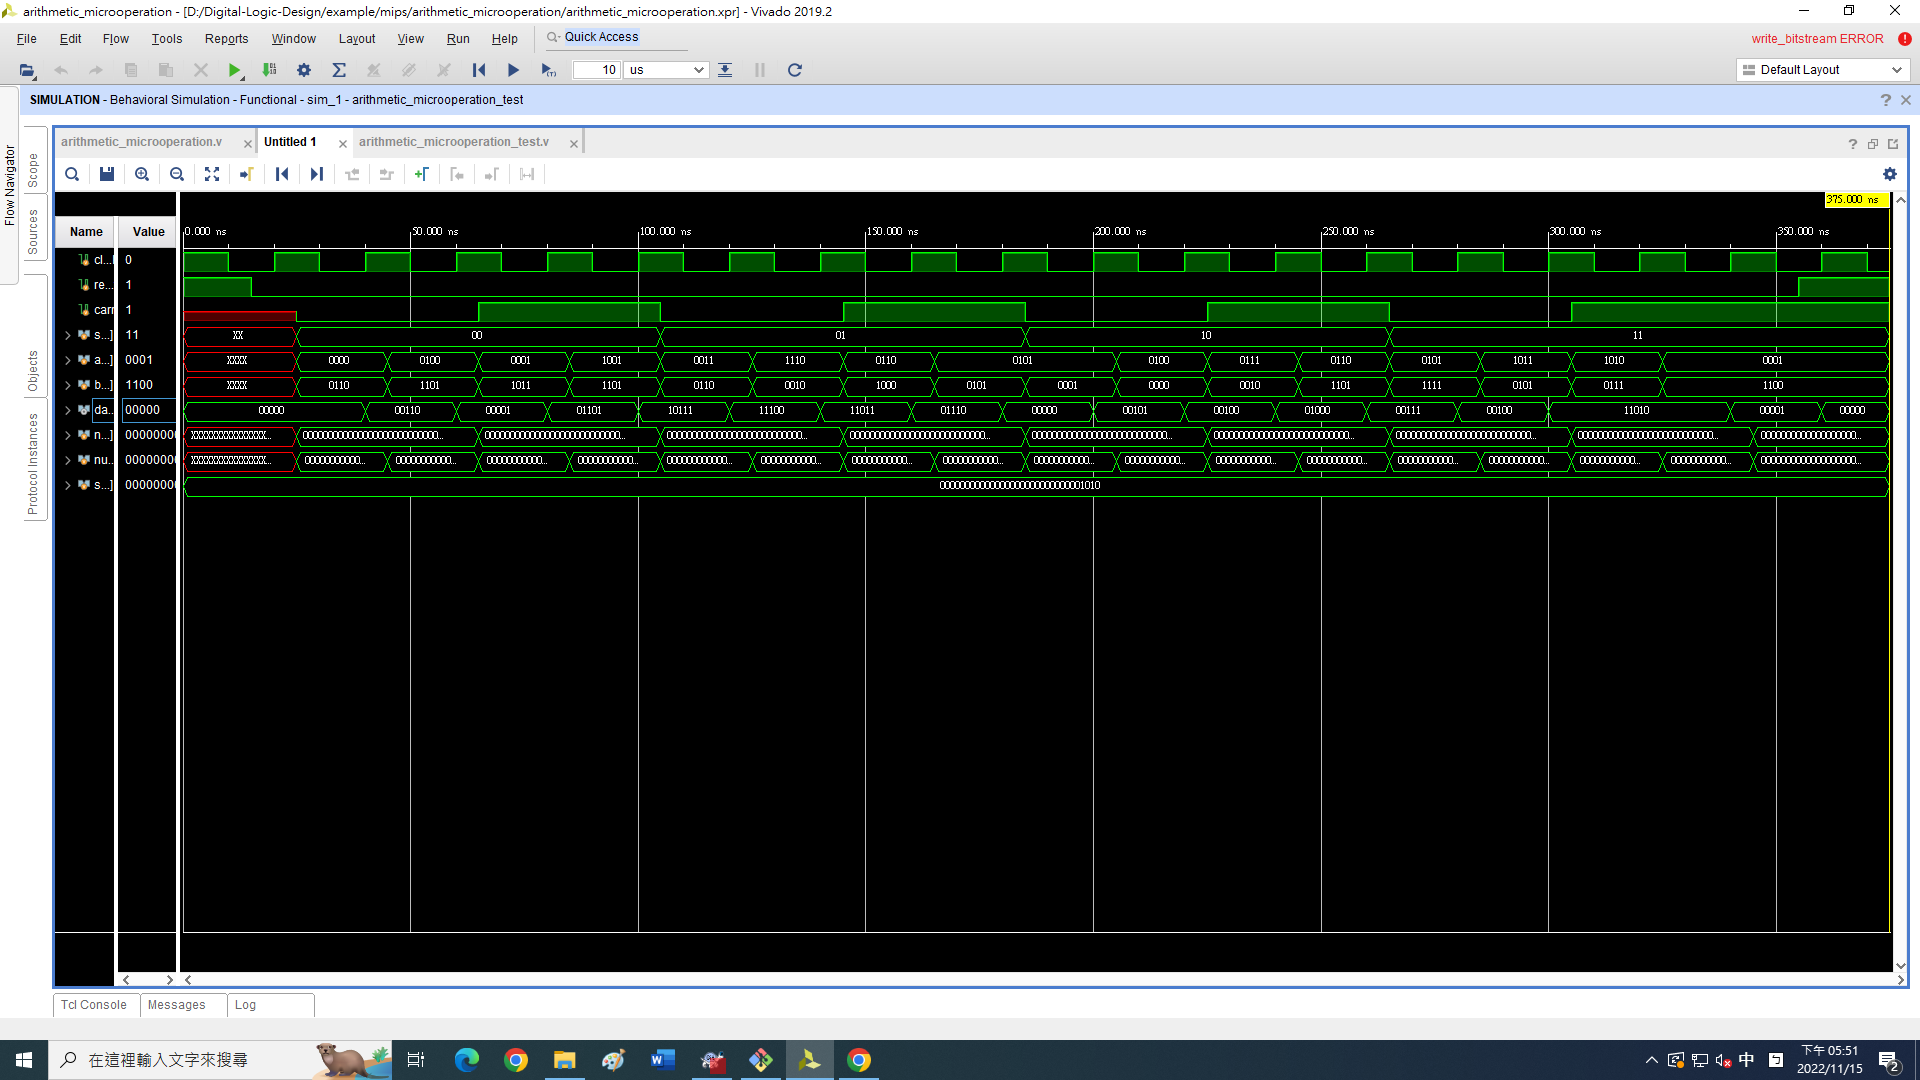 arithmetic_microoperation - [D:/Digital-Logic-Design/example/mips/arithmetic_microoperation/arithmetic_microoperation.xpr] - Vivado 2019.2
File Edit Flow Tools Reports Window Layout View Run Help Quick Access write_bitstream ERROR
10 us Default Layout
SIMULATION - Behavioral Simulation - Functional - sim_1 - arithmetic_microoperation_test
Flow Navigator
Scope
Sources
Objects
Protocol Instances
arithmetic_microoperation.v Untitled 1 arithmetic_microoperation_test.v
375.000 ns
Name Value 0.000 ns 50.000 ns 100.000 ns 150.000 ns 200.000 ns 250.000 ns 300.000 ns 350.000 ns
cl... 0
re... 1
carr 1
s...] 11 XX 00 01 10 11
a...] 0001 XXXX 0000 0100 0001 1001 0011 1110 0110 0101 0100 0111 0110 0101 1011 1010 0001
b...] 1100 XXXX 0110 1101 1011 1101 0110 0010 1000 0101 0001 0000 0010 1101 1111 0101 0111 1100
da... 00000 00000 00110 00001 01101 10111 11100 11011 01110 00000 00101 00100 01000 00111 00100 11010 00001 00000
n...] 0000000
nu... 0000000
s...] 0000000 00000000000000000000000000001010
Tcl Console Messages Log
在這裡輸入文字來搜尋
中
下午 05:51
2022/11/15
2